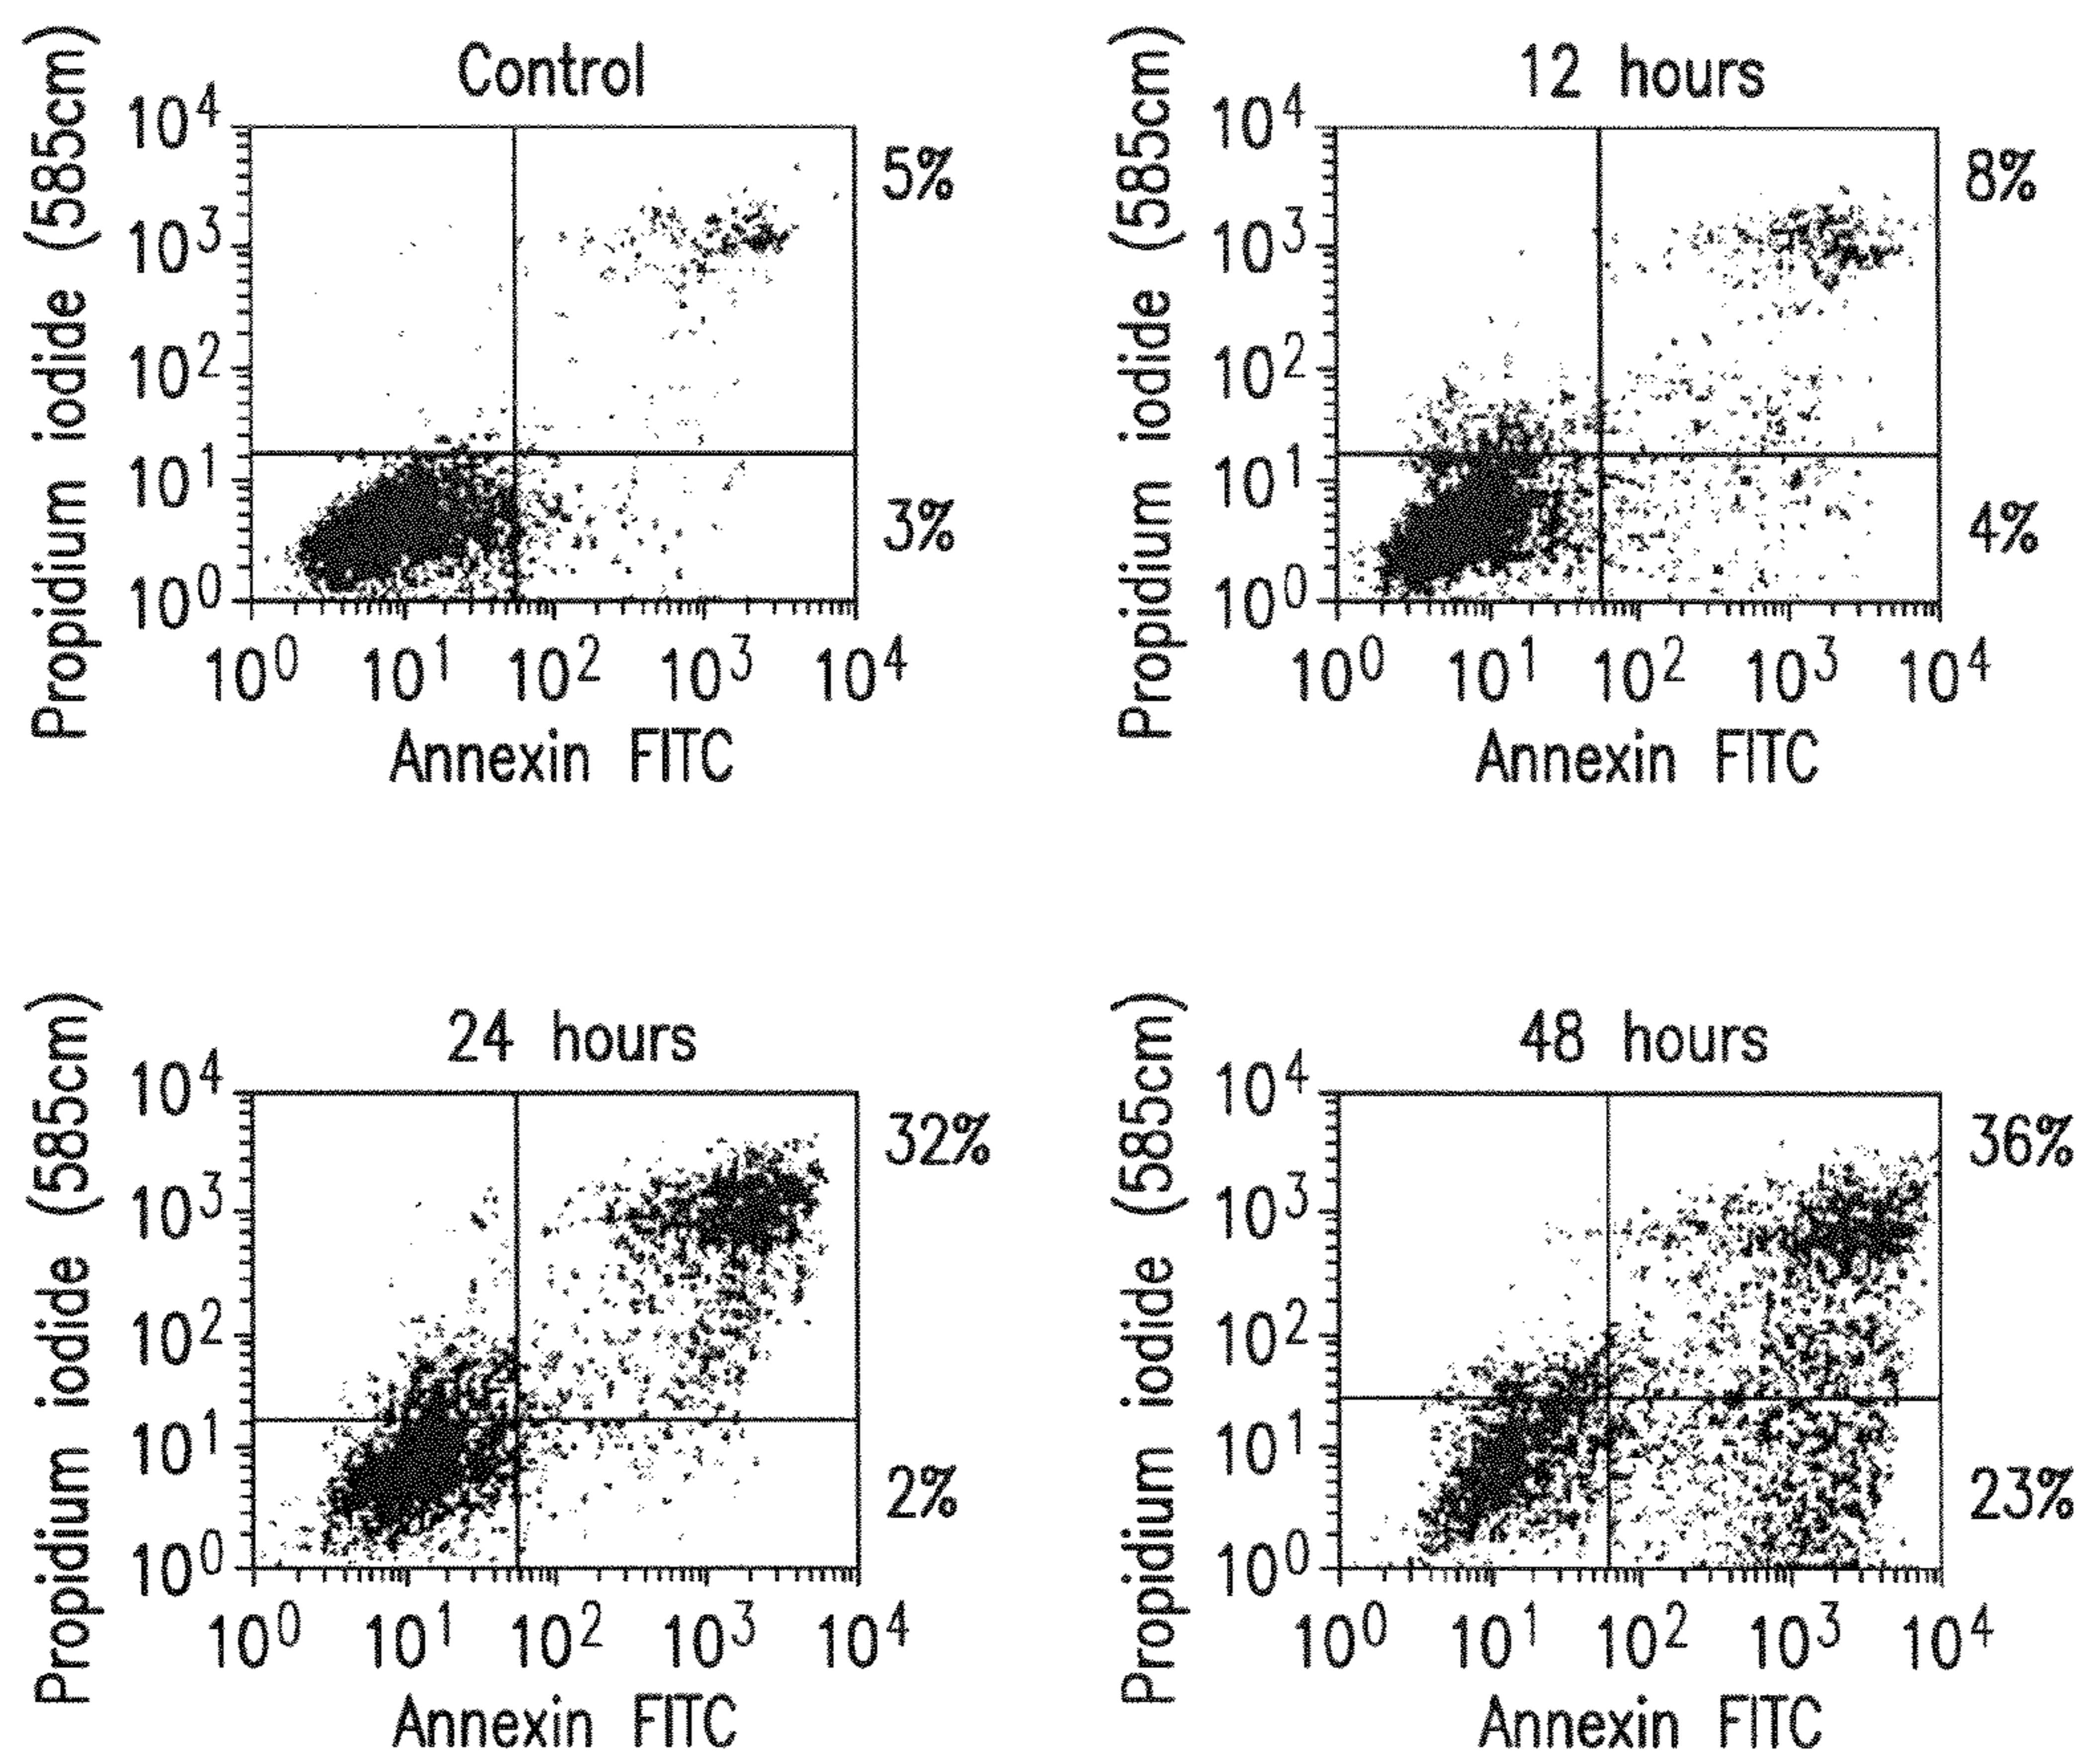 Control
Propidium iodide (585cm)
10^4
10^3
10^2
10^1
10^0
5%
3%
10^0 10^1 10^2 10^3 10^4
Annexin FITC
12 hours
Propidium iodide (585cm)
10^4
10^3
10^2
10^1
10^0
8%
4%
10^0 10^1 10^2 10^3 10^4
Annexin FITC
24 hours
Propidium iodide (585cm)
10^4
10^3
10^2
10^1
10^0
32%
2%
10^0 10^1 10^2 10^3 10^4
Annexin FITC
48 hours
Propidium iodide (585cm)
10^4
10^3
10^2
10^1
10^0
36%
23%
10^0 10^1 10^2 10^3 10^4
Annexin FITC